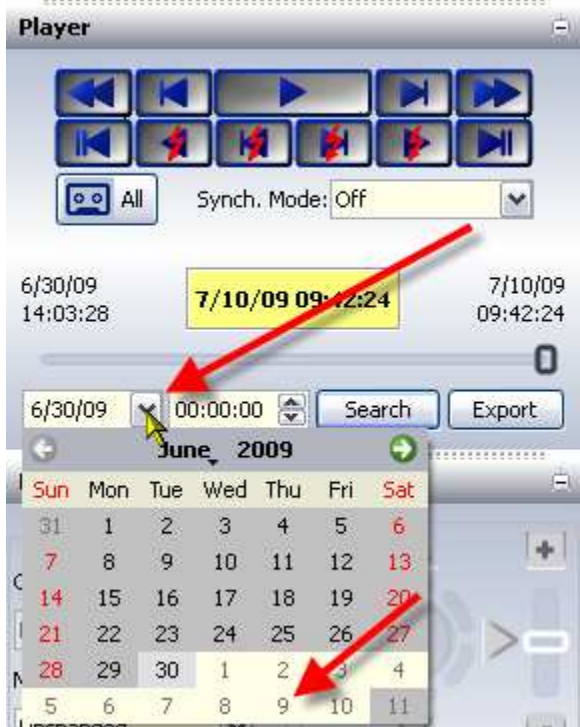 Player
All
Synch. Mode: Off
6/30/09
14:03:28
7/10/09 09:42:24
7/10/09
09:42:24
6/30/09
00:00:00
Search
Export
June 2009
Sun Mon Tue Wed Thu Fri Sat
31 1 2 3 4 5 6
7 8 9 10 11 12 13
14 15 16 17 18 19 20
21 22 23 24 25 26 27
28 29 30 1 2 3 4
5 6 7 8 9 10 11